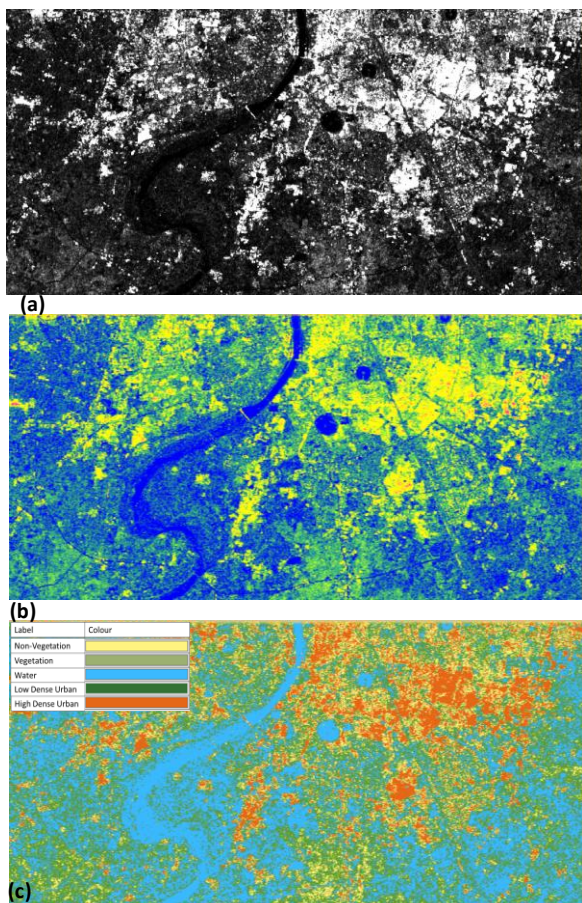 (a)
(b)
Label Colour
Non-Vegetation
Vegetation
Water
Low Dense Urban
High Dense Urban
(c)